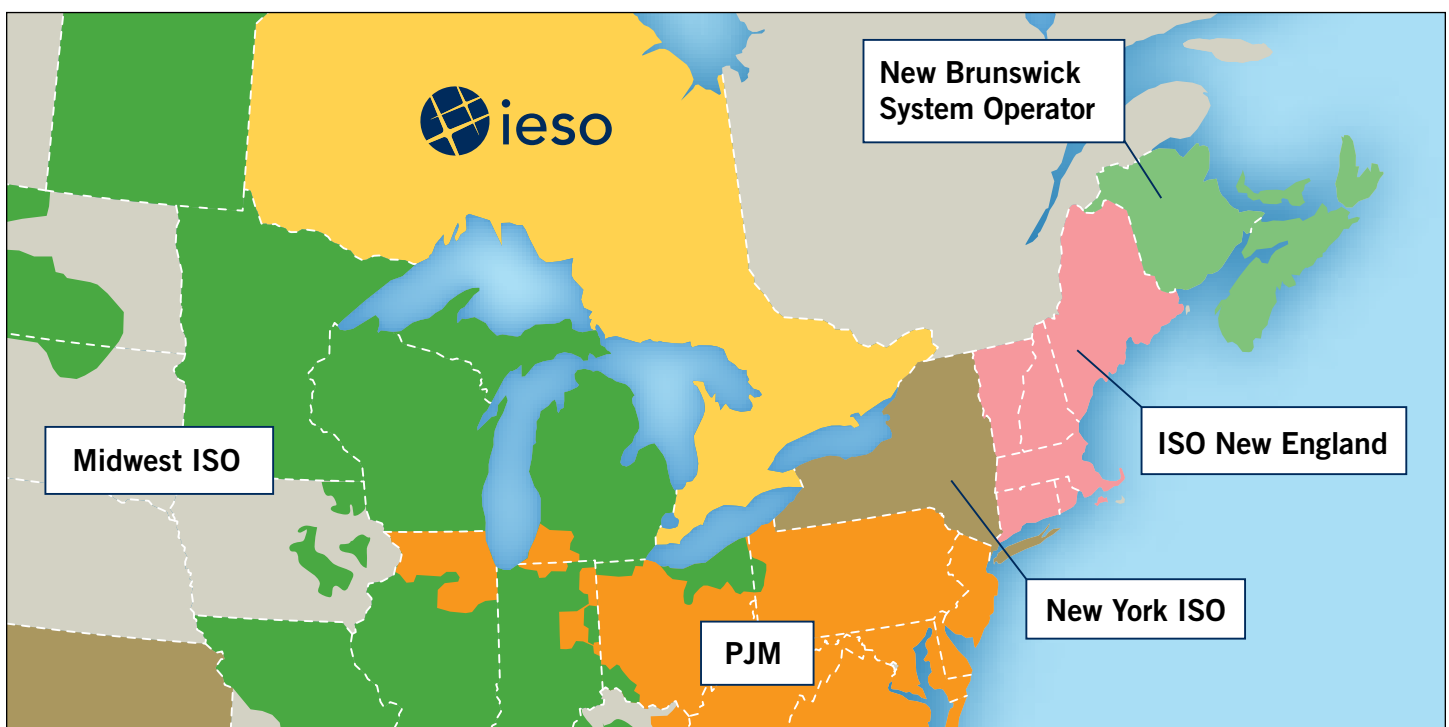 ieso
New Brunswick
System Operator
Midwest ISO
ISO New England
New York ISO
PJM